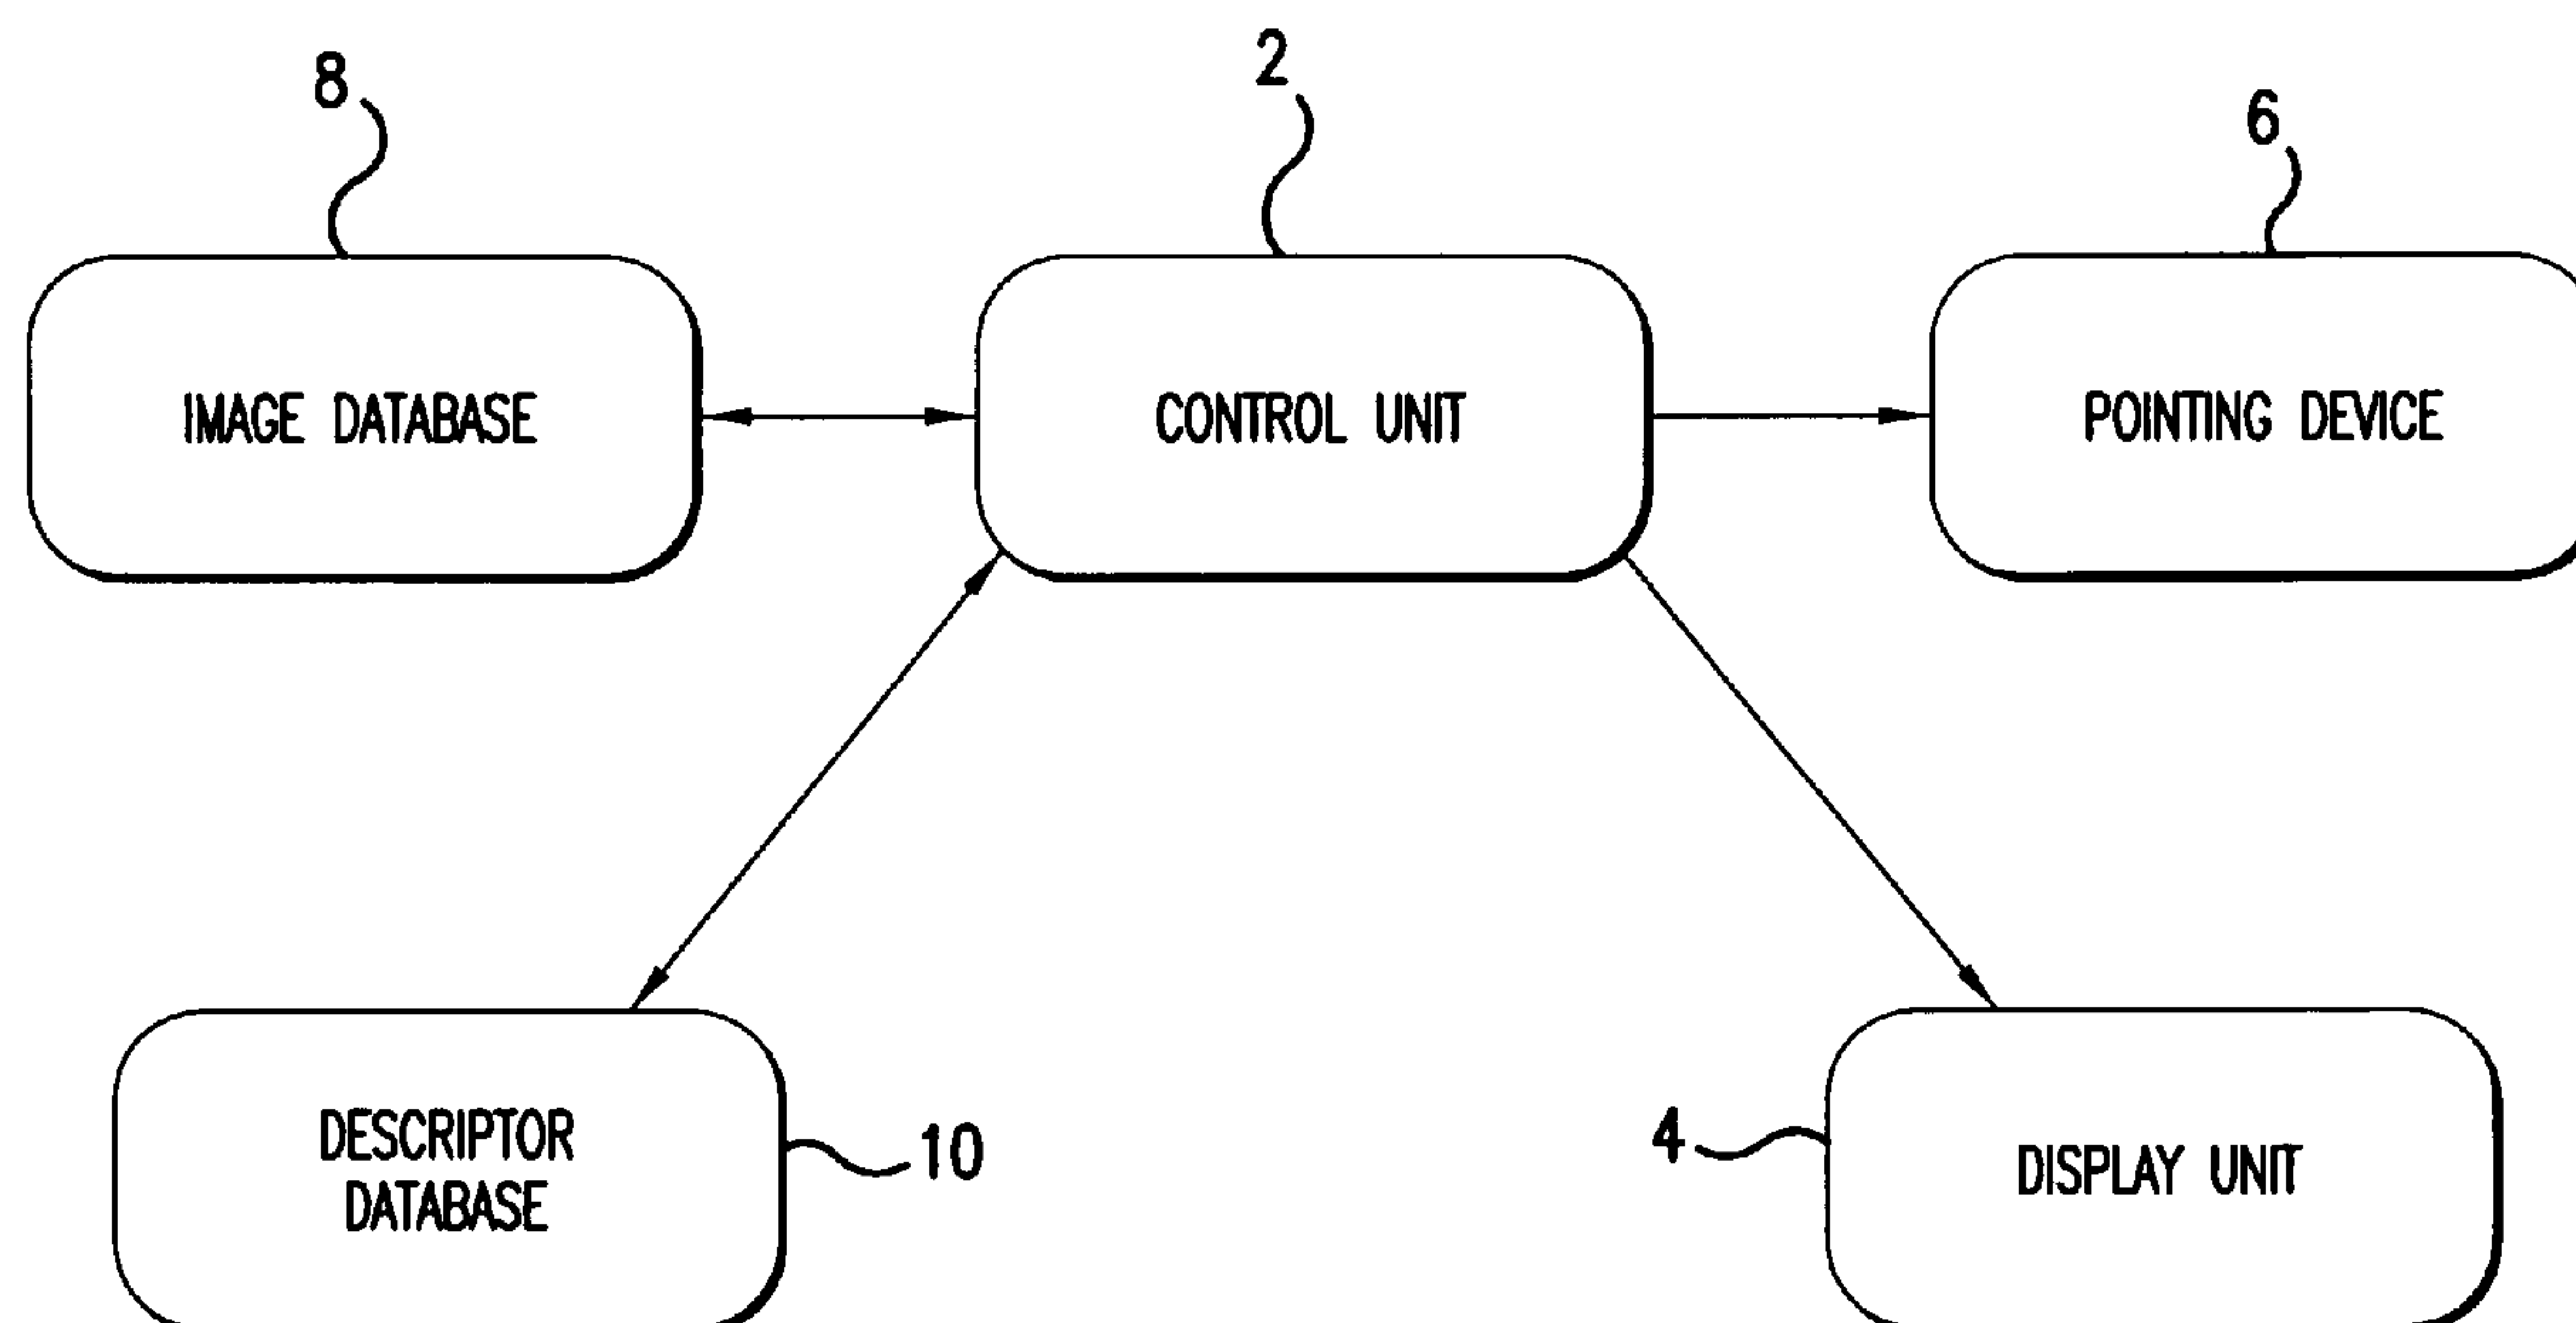 8
2
6
IMAGE DATABASE
CONTROL UNIT
POINTING DEVICE
DESCRIPTOR
DATABASE
10
4
DISPLAY UNIT